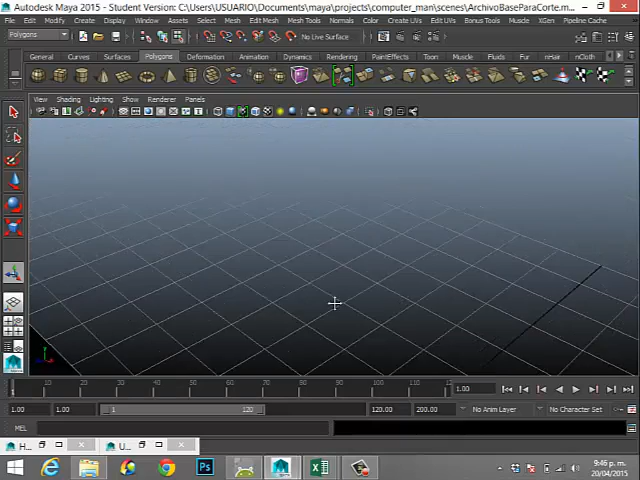 Autodesk Maya 2015 - Student Version: C:\Users\USUARIO\Documents\maya\projects\computer_man\scenes\ArchivoBaseParaCorte.m...
File Edit Modify Create Display Window Assets Select Mesh Edit Mesh Mesh Tools Normals Color Create UVs Edit UVs Bonus Tools Muscle XGen Pipeline Cache
Polygons
No Live Surface
General Curves Surfaces Polygons Deformation Animation Dynamics Rendering PaintEffects Toon Muscle Fluids Fur nHair nCloth
View Shading Lighting Show Renderer Panels
10 20 30 40 50 60 70 80 90 100 110 12
1.00
1.00 1.00 1 120 120.00 200.00 No Anim Layer No Character Set
MEL
H... U...
9:46 p. m.
20/04/2015